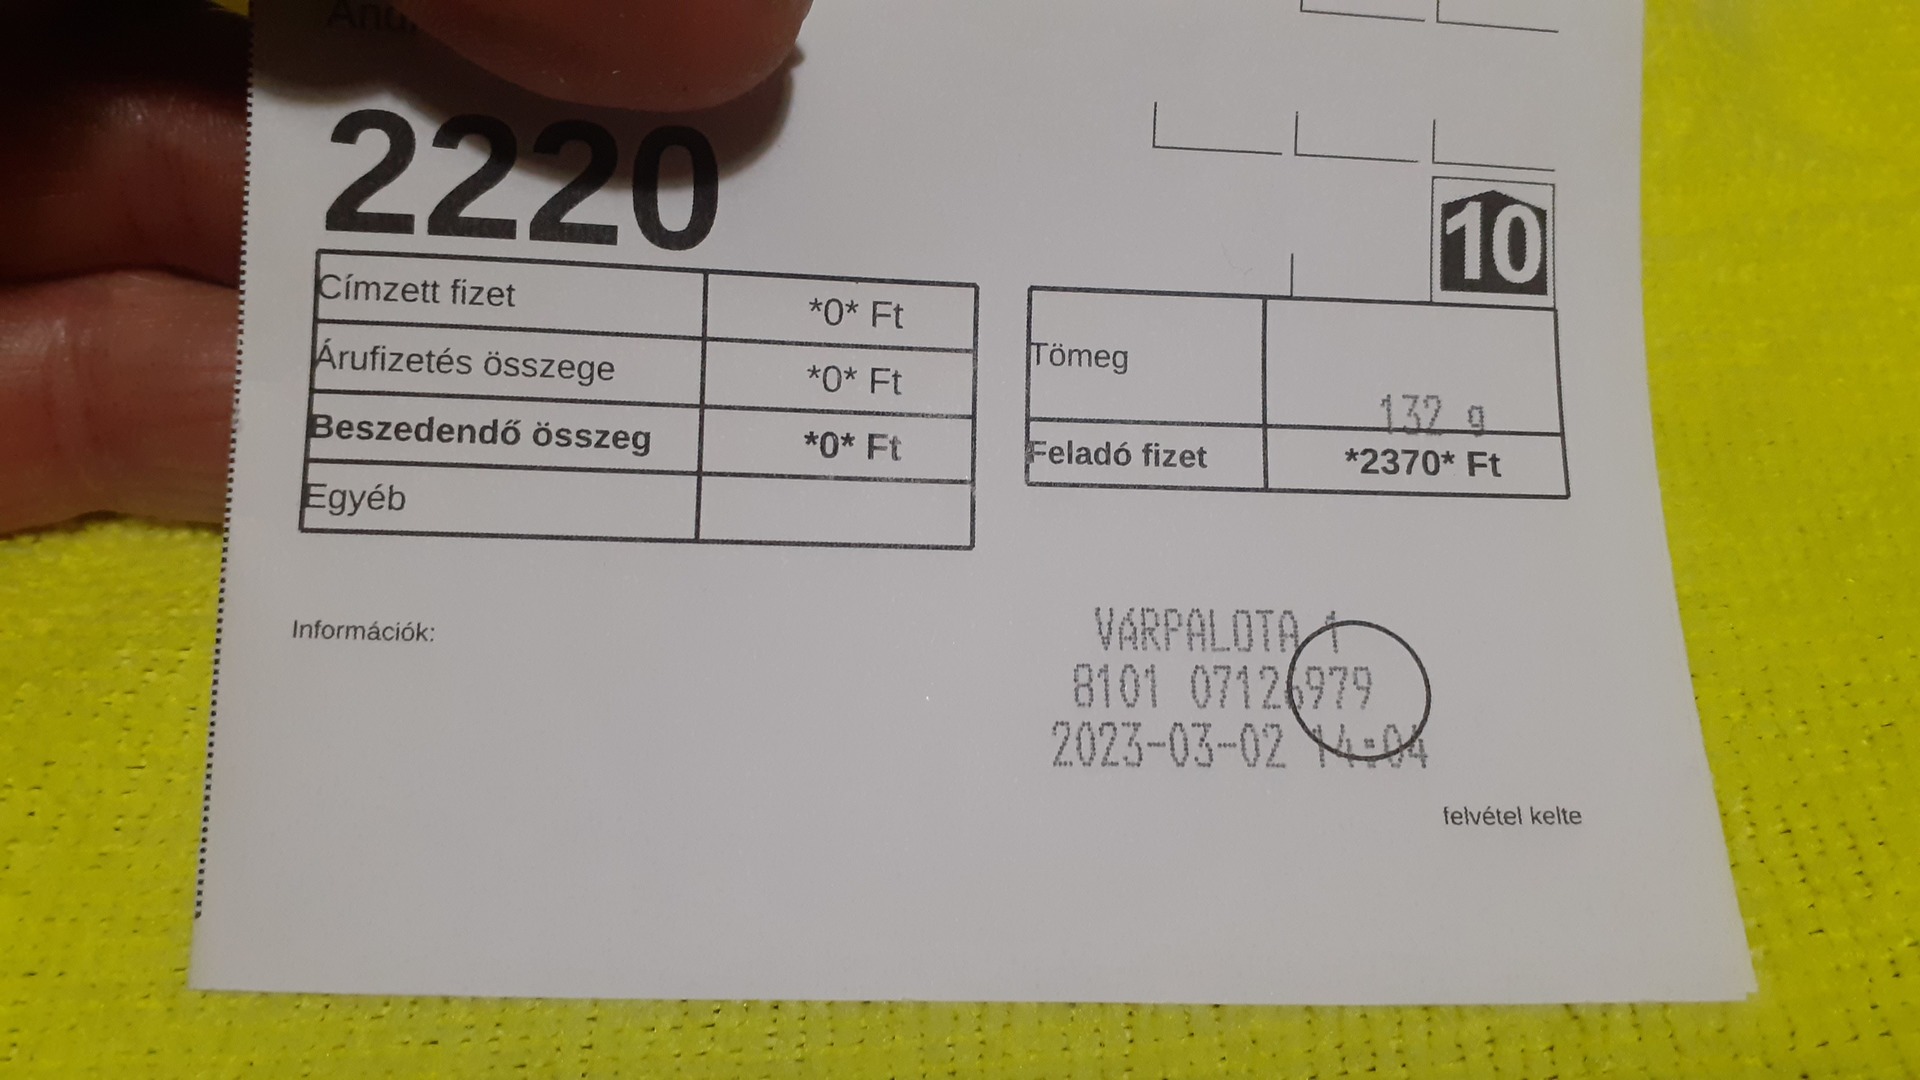 2220
10
Címzett fizet *0* Ft
Árufizetés összege *0* Ft
Beszedendő összeg *0* Ft
Egyéb
Tömeg 132 g
Feladó fizet *2370* Ft
Információk:
VÁRPALOTA 1
8101 07126979
2023-03-02 14:04
felvétel kelte